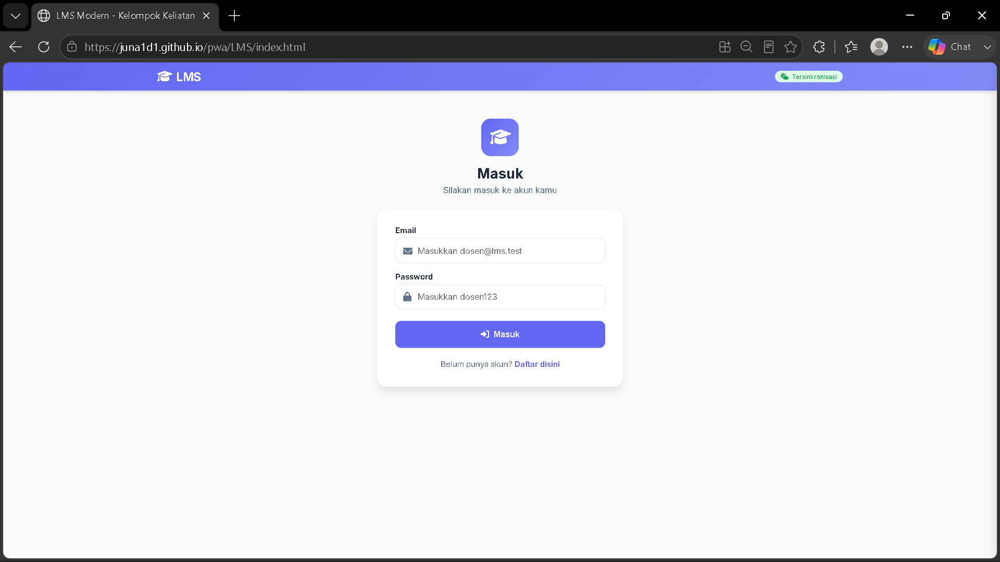 LMS Modern - Kelompok Keliatan
https://juna1d1.github.io/pwa/LMS/index.html
Chat
LMS
Tersinkronisasi
Masuk
Silakan masuk ke akun kamu
Email
Masukkan dosen@lms.test
Password
Masukkan dosen123
Masuk
Belum punya akun? Daftar disini